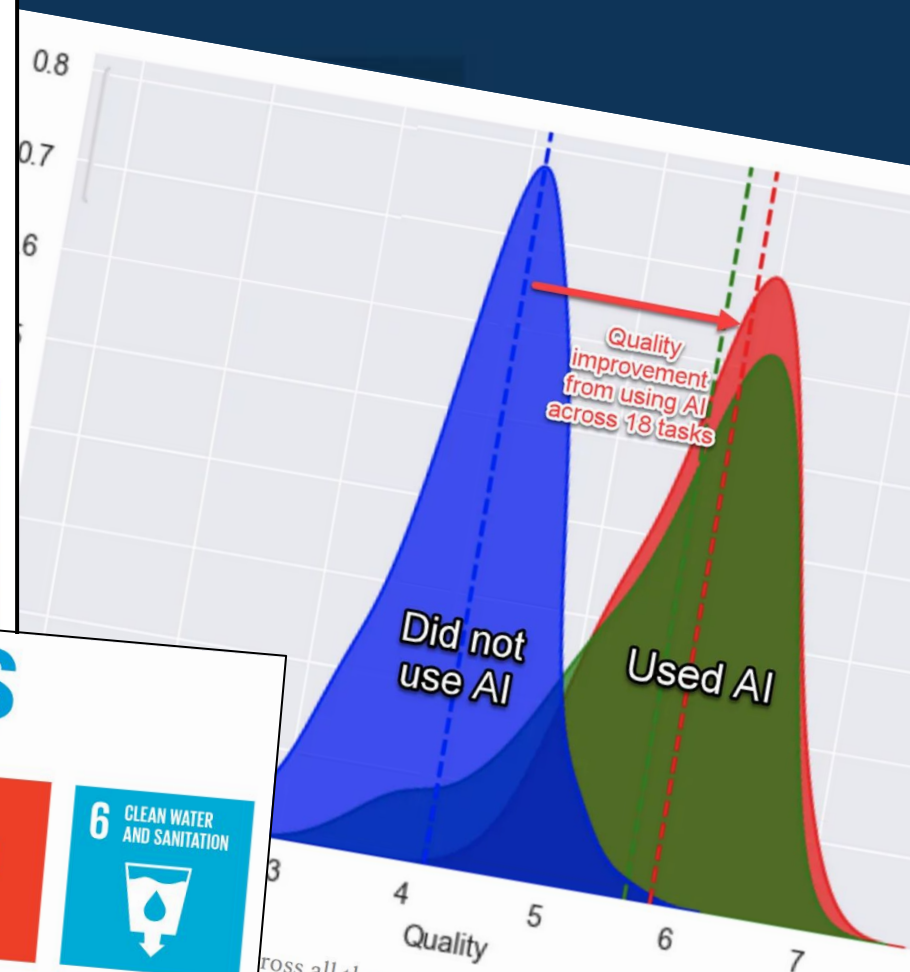 0.8
0.7
6
Quality
improvement
from using AI
across 18 tasks
Did not
use AI
Used AI
3
4
5
6
7
Quality
S
6 CLEAN WATER
AND SANITATION